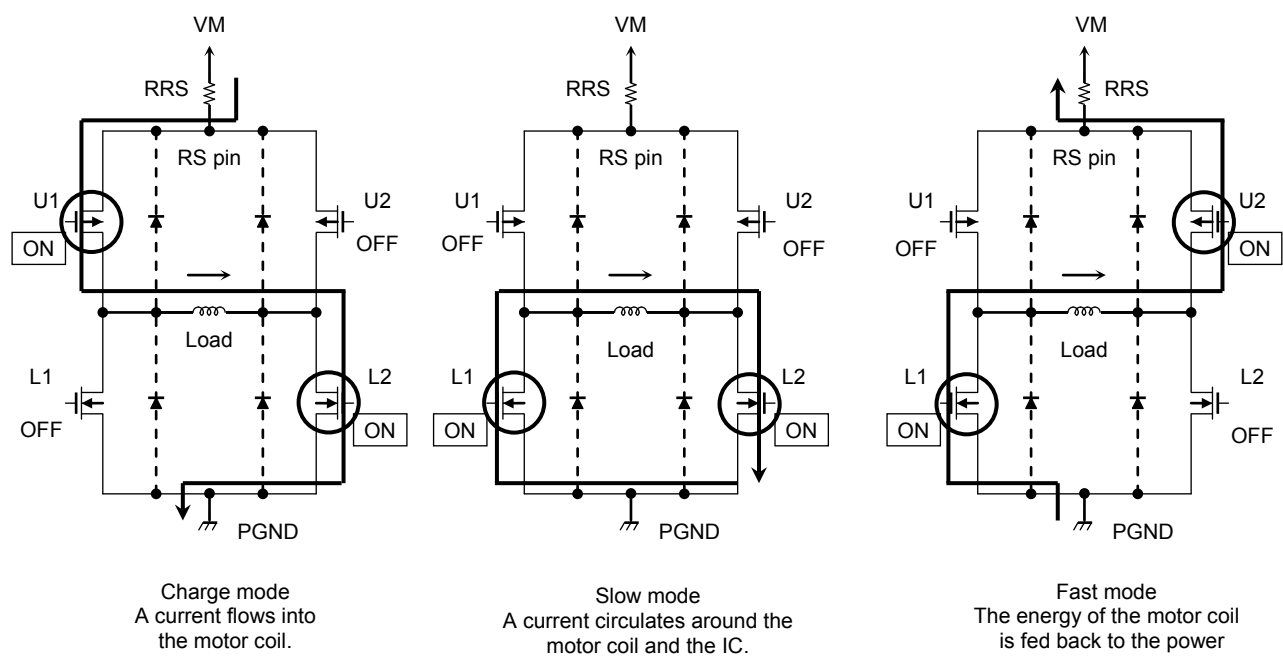 VM
RRS
RS pin
U1
ON
U2
OFF
Load
L1
OFF
L2
ON
PGND
Charge mode
A current flows into
the motor coil.
VM
RRS
RS pin
U1
OFF
U2
OFF
Load
L1
ON
L2
ON
PGND
Slow mode
A current circulates around the
motor coil and the IC.
VM
RRS
RS pin
U1
OFF
U2
ON
Load
L1
ON
L2
OFF
PGND
Fast mode
The energy of the motor coil
is fed back to the power